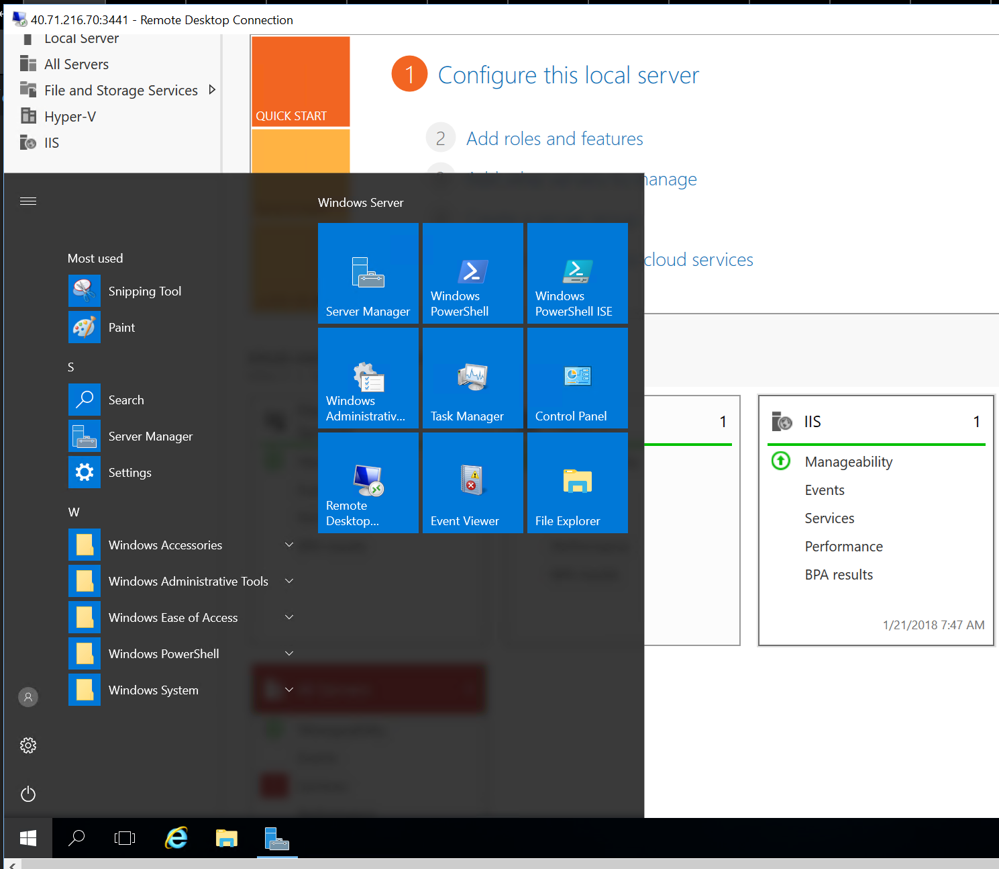 40.71.216.70:3441 - Remote Desktop Connection
Local Server
All Servers
File and Storage Services
Hyper-V
IIS
QUICK START
1 Configure this local server
2 Add roles and features
manage
cloud services
Windows Server
Most used
Snipping Tool
Paint
S
Search
Server Manager
Settings
W
Windows Accessories
Windows Administrative Tools
Windows Ease of Access
Windows PowerShell
Windows System
Server Manager
Windows
PowerShell
Windows
PowerShell ISE
Windows
Administrativ...
Task Manager
Control Panel
Remote
Desktop...
Event Viewer
File Explorer
1
IIS 1
Manageability
Events
Services
Performance
BPA results
1/21/2018 7:47 AM